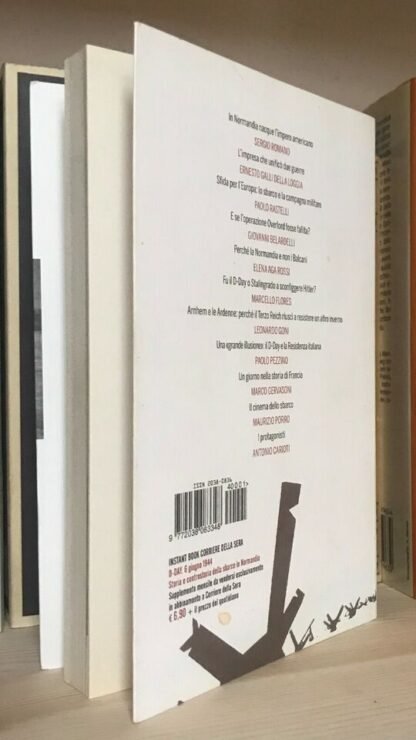 In Normandia nacque l'impero americano
SERGIO ROMANO
L'impresa che unificò due guerre
ERNESTO GALLI DELLA LOGGIA
Sfida per l'Europa: lo sbarco e la campagna militare
PAOLO RASTELLI
E se l'operazione Overlord fosse fallita?
GIOVANNI BELARDELLI
Perché la Normandia e non i Balcani
ELENA AGA ROSSI
Fu il D-Day o Stalingrado a sconfiggere Hitler?
MARCELLO FLORES
Arnhem e le Ardenne: perché il Terzo Reich riuscì a resistere un altro inverno
LEONARDO GONI
Una «grande illusione»: il D-Day e la Resistenza italiana
PAOLO PEZZINO
Un giorno nella storia di Francia
MARCO GERVASONI
Il cinema dello sbarco
MAURIZIO PORRO
I protagonisti
ANTONIO CARIOTI
ISSN 0038-0836
40001>
9 772038 083348
INSTANT BOOK CORRIERE DELLA SERA
D-DAY. 6 giugno 1944
Storia e controstoria dello sbarco in Normandia
Supplemento mensile da vendersi esclusivamente
in abbinamento a Corriere della Sera
€ 6,90 + il prezzo del quotidiano